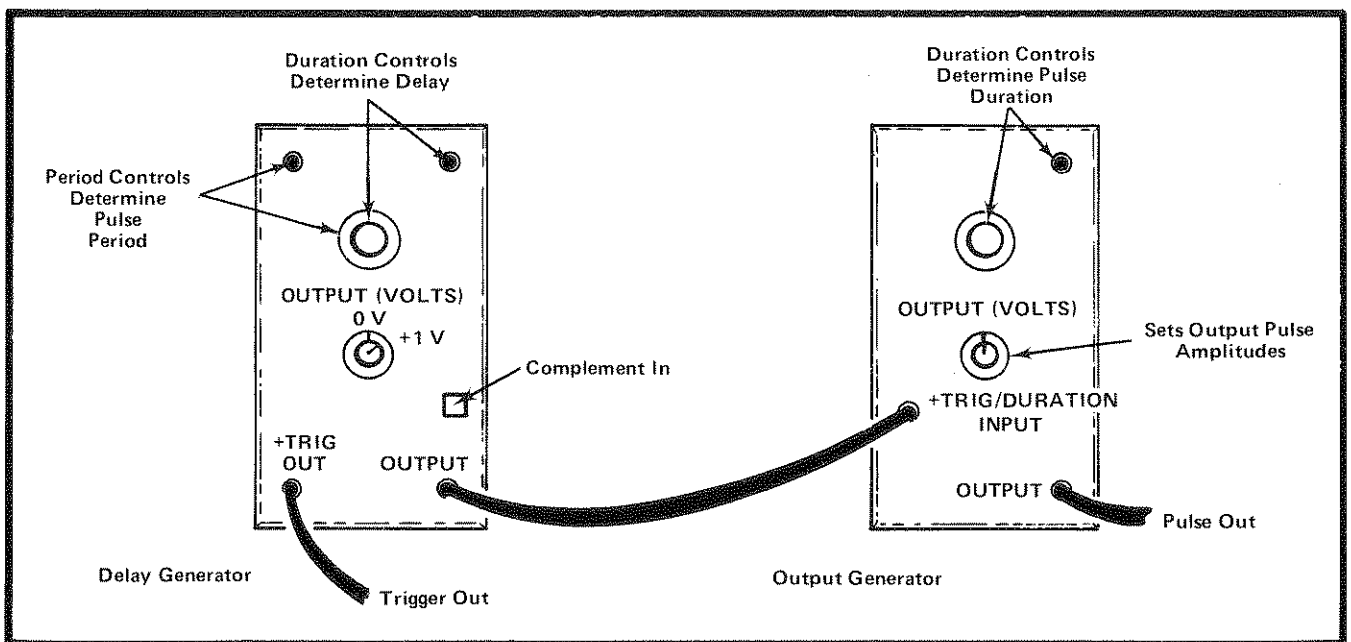 Duration Controls
Determine Delay
Period Controls
Determine
Pulse
Period
OUTPUT (VOLTS)
0 V
+1 V
Complement In
+TRIG
OUT
OUTPUT
Delay Generator
Trigger Out
Duration Controls
Determine Pulse
Duration
OUTPUT (VOLTS)
Sets Output Pulse
Amplitudes
+TRIG/DURATION
INPUT
OUTPUT
Pulse Out
Output Generator